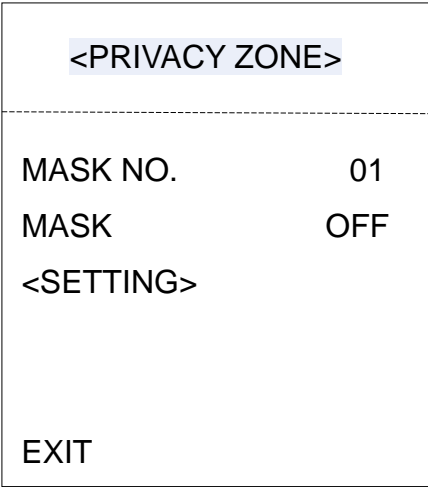 <PRIVACY ZONE>
MASK NO. 01
MASK OFF
<SETTING>
EXIT